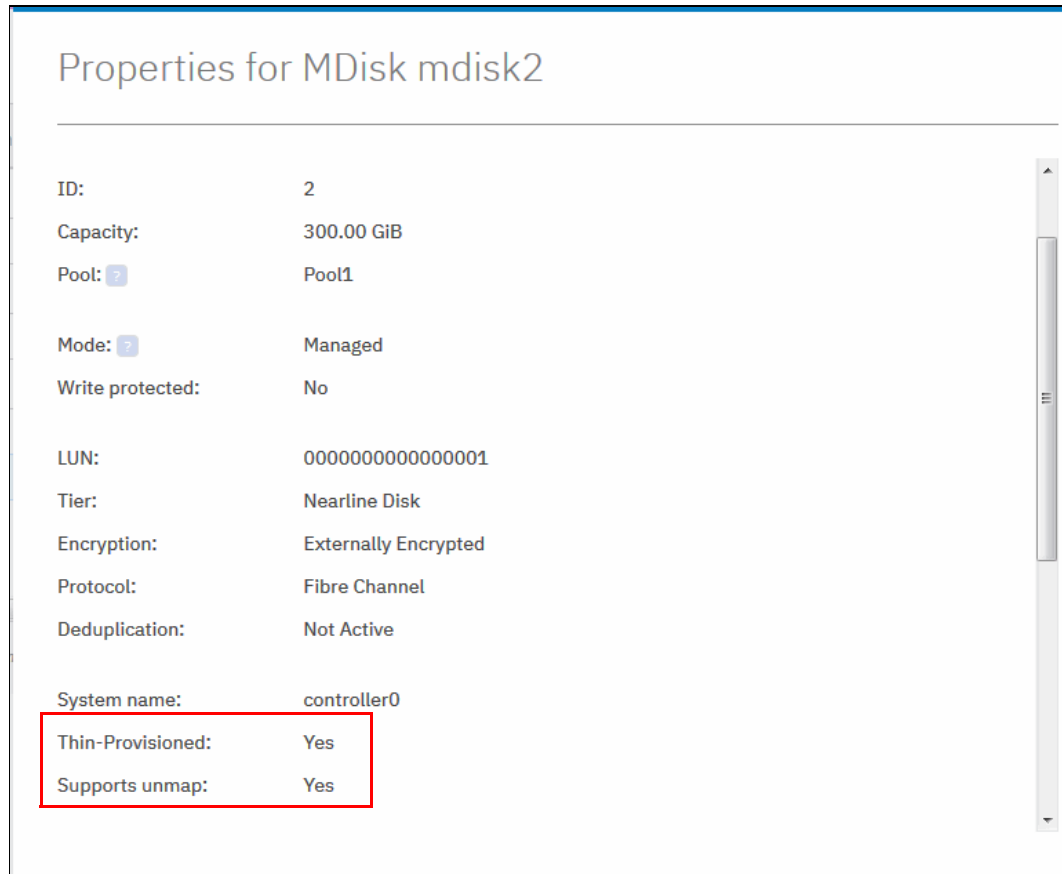 Properties for MDisk mdisk2
ID: 2
Capacity: 300.00 GiB
Pool: ? Pool1
Mode: ? Managed
Write protected: No
LUN: 0000000000000001
Tier: Nearline Disk
Encryption: Externally Encrypted
Protocol: Fibre Channel
Deduplication: Not Active
System name: controller0
Thin-Provisioned: Yes
Supports unmap: Yes